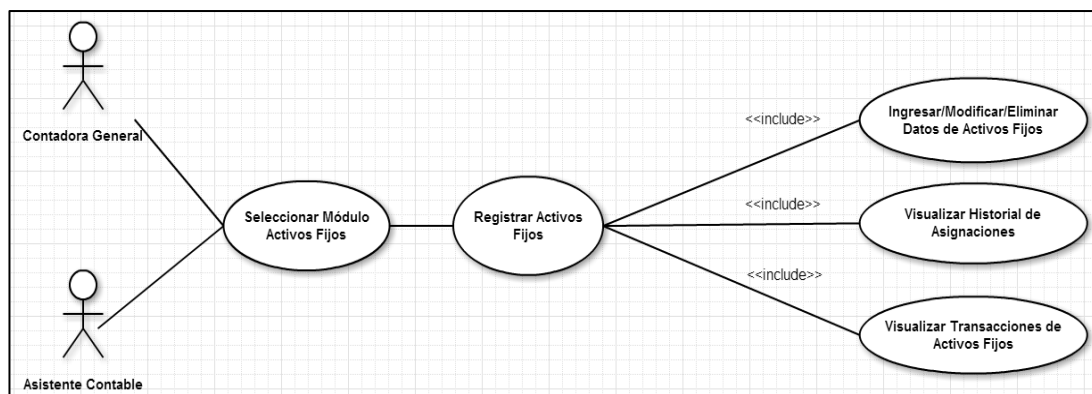 Contadora General
Asistente Contable
Seleccionar Módulo
Activos Fijos
Registrar Activos
Fijos
<<include>>
<<include>>
<<include>>
Ingresar/Modificar/Eliminar
Datos de Activos Fijos
Visualizar Historial de
Asignaciones
Visualizar Transacciones de
Activos Fijos